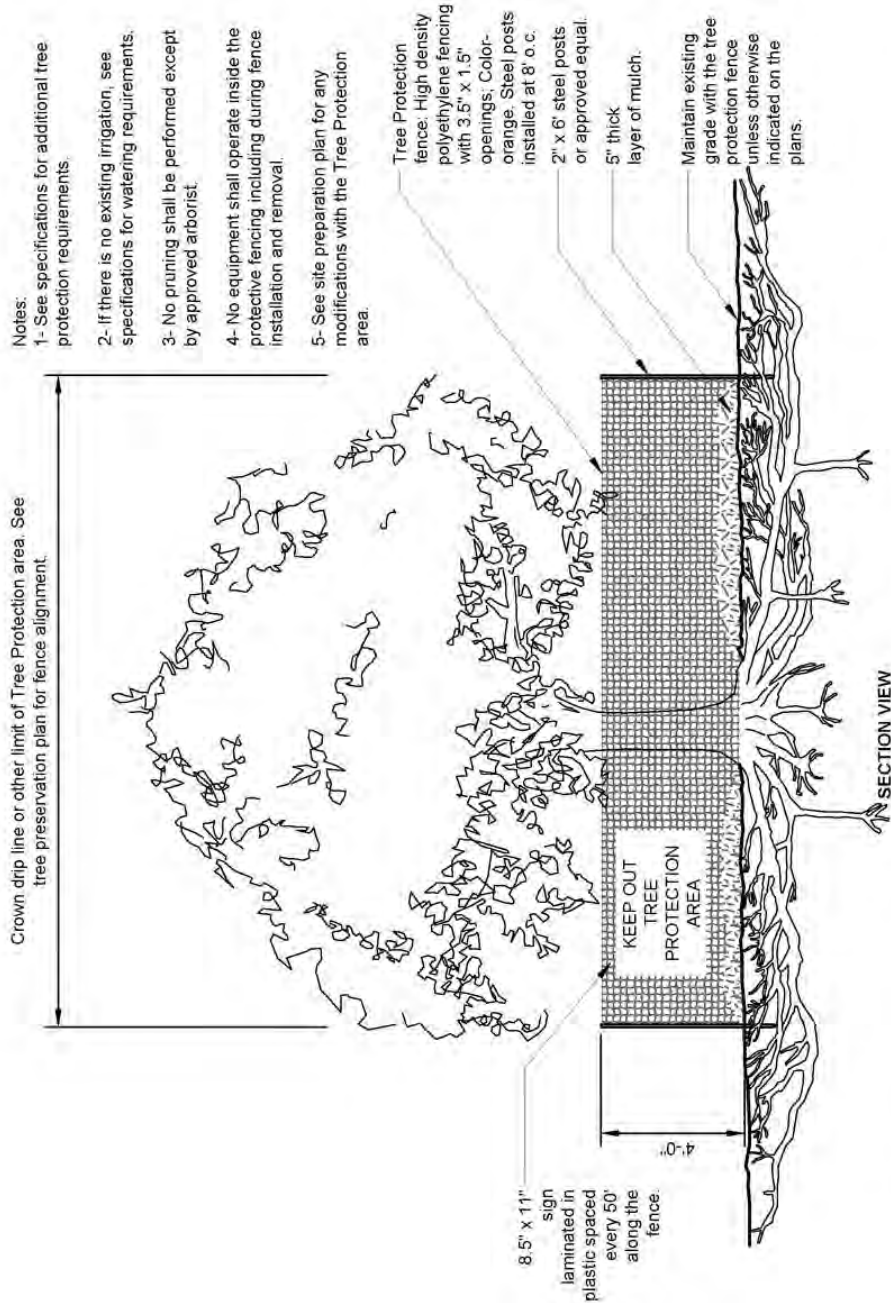 Crown drip line or other limit of Tree Protection area. See
tree preservation plan for fence alignment.
Notes:
1- See specifications for additional tree
protection requirements.
2- If there is no existing irrigation, see
specifications for watering requirements.
3- No pruning shall be performed except
by approved arborist.
4- No equipment shall operate inside the
protective fencing including during fence
installation and removal.
5- See site preparation plan for any
modifications with the Tree Protection
area.
Tree Protection
fence: High density
polyethylene fencing
with 3.5" x 1.5"
openings; Color-
orange. Steel posts
installed at 8' o.c.
2" x 6' steel posts
or approved equal.
5" thick
layer of mulch.
Maintain existing
grade with the tree
protection fence
unless otherwise
indicated on the
plans.
8.5" x 11"
sign
laminated in
plastic spaced
every 50'
along the
fence.
4'-0"
KEEP OUT
TREE
PROTECTION
AREA
SECTION VIEW